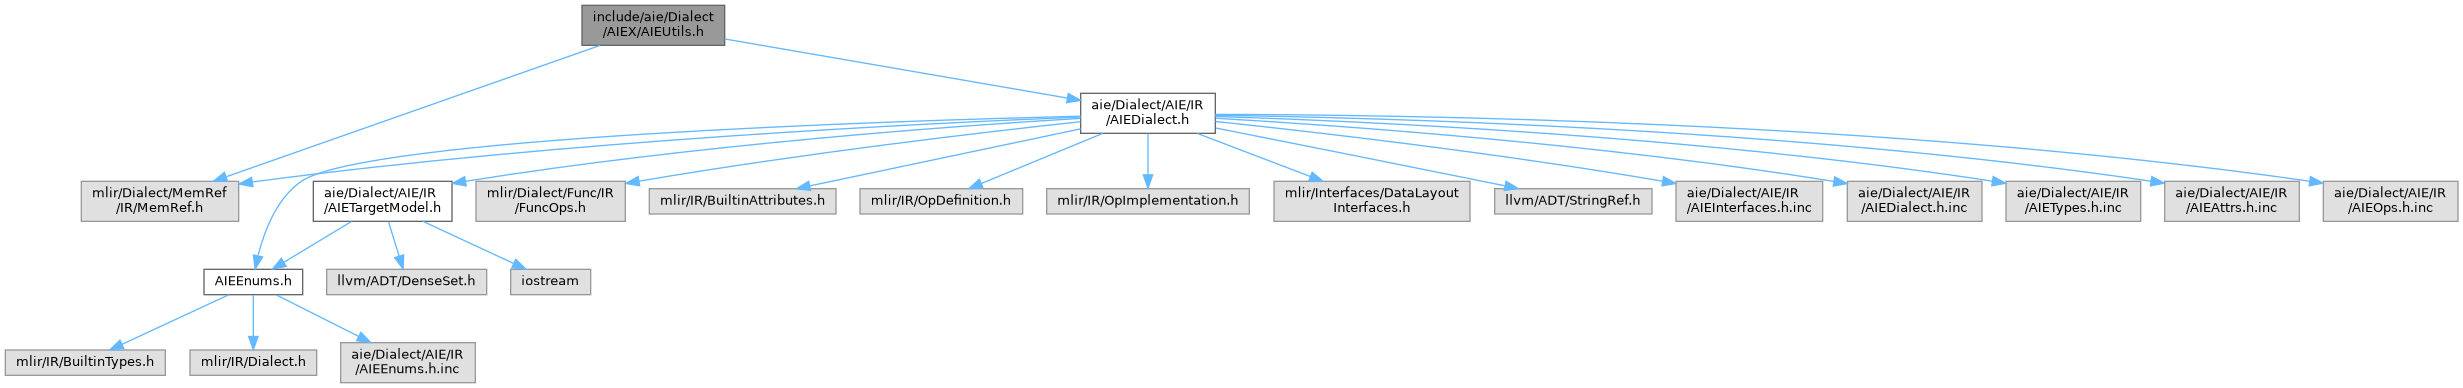 include/aie/Dialect
/AIEX/AIEUtils.h
aie/Dialect/AIE/IR
/AIEDialect.h
mlir/Dialect/MemRef
/IR/MemRef.h
aie/Dialect/AIE/IR
/AIETargetModel.h
mlir/Dialect/Func/IR
/FuncOps.h
mlir/IR/BuiltinAttributes.h
mlir/IR/OpDefinition.h
mlir/IR/OpImplementation.h
mlir/Interfaces/DataLayout
Interfaces.h
llvm/ADT/StringRef.h
aie/Dialect/AIE/IR
/AIEInterfaces.h.inc
aie/Dialect/AIE/IR
/AIEDialect.h.inc
aie/Dialect/AIE/IR
/AIETypes.h.inc
aie/Dialect/AIE/IR
/AIEAttrs.h.inc
aie/Dialect/AIE/IR
/AIEOps.h.inc
AIEEnums.h
llvm/ADT/DenseSet.h
iostream
mlir/IR/BuiltinTypes.h
mlir/IR/Dialect.h
aie/Dialect/AIE/IR
/AIEEnums.h.inc